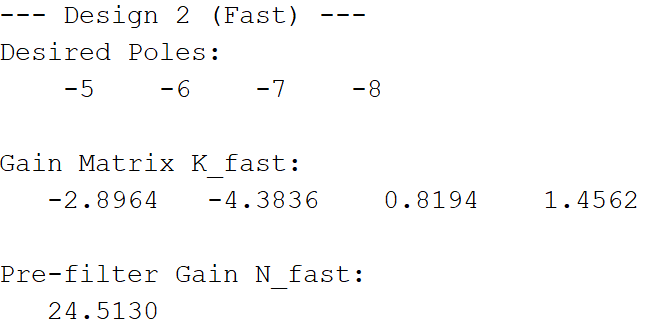 --- Design 2 (Fast) ---
Desired Poles:
    -5    -6    -7    -8
Gain Matrix K_fast:
   -2.8964   -4.3836    0.8194    1.4562
Pre-filter Gain N_fast:
   24.5130